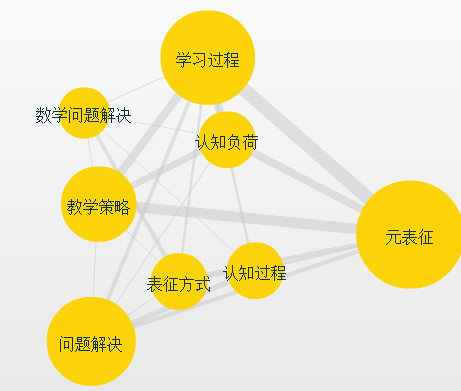 学习过程
数学问题解决
认知负荷
教学策略
元表征
认知过程
表征方式
问题解决